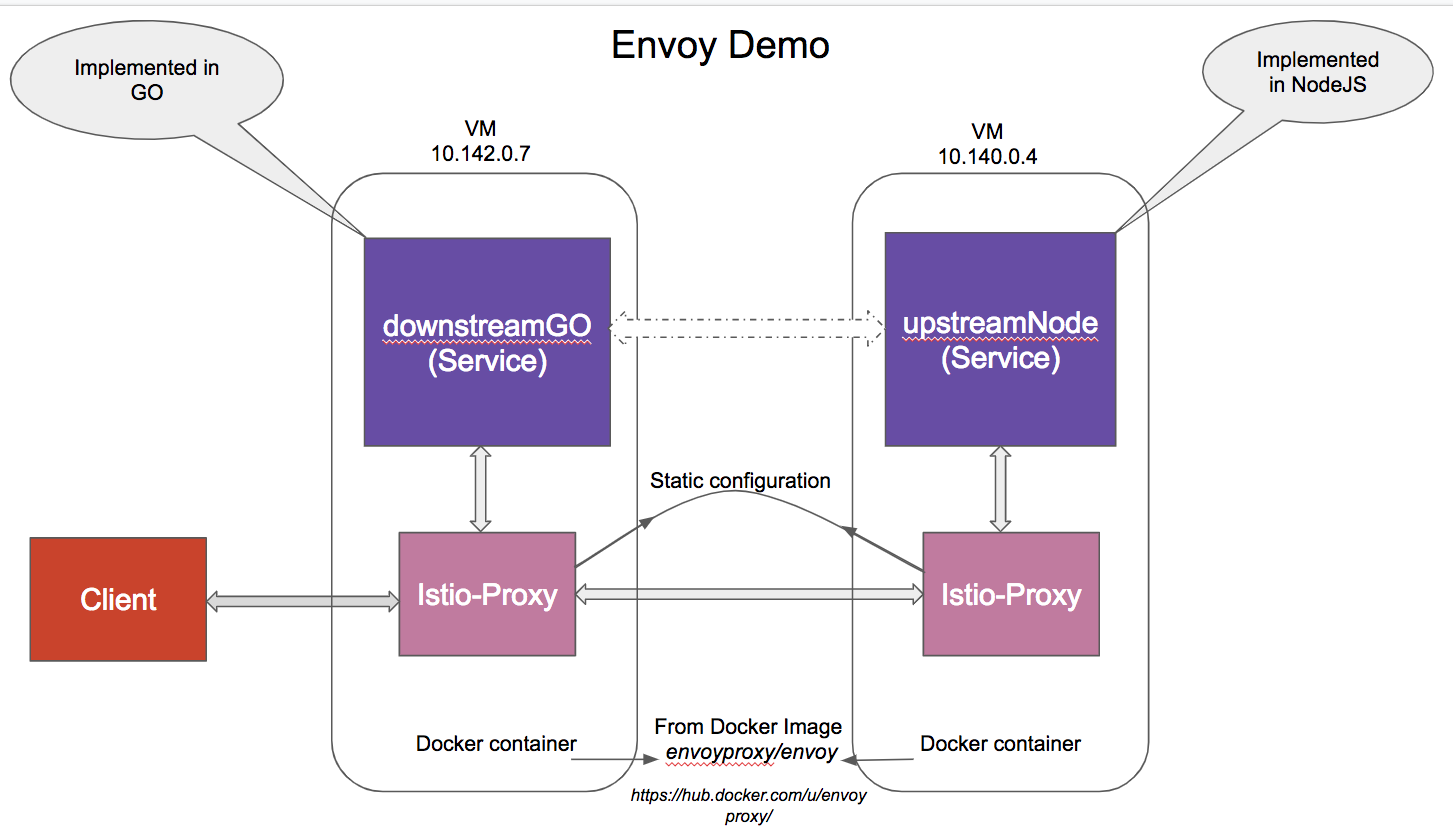 Envoy Demo
Implemented in
GO
Implemented
in NodeJS
VM
10.142.0.7
VM
10.140.0.4
downstreamGO
(Service)
upstreamNode
(Service)
Static configuration
Client
Istio-Proxy
Istio-Proxy
Docker container
From Docker Image
envoyproxy/envoy
Docker container
https://hub.docker.com/u/envoy
proxy/